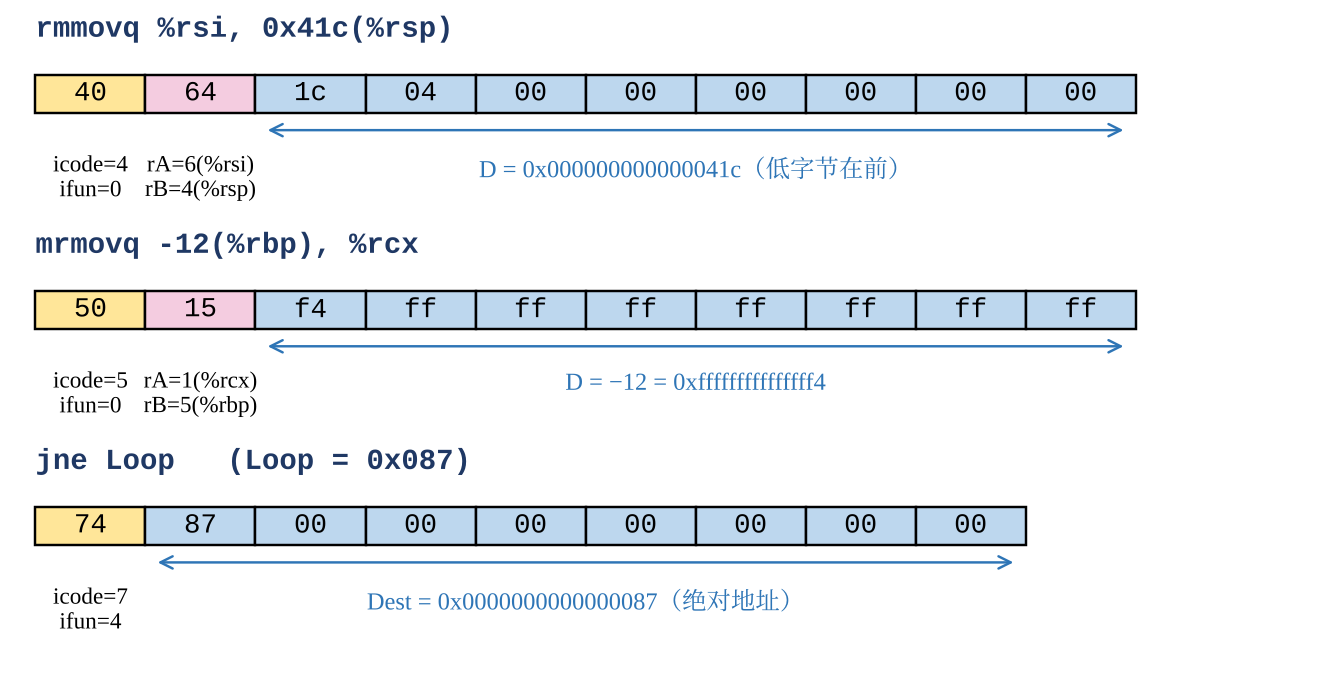 rmmovq %rsi, 0x41c(%rsp)
40 64 1c 04 00 00 00 00 00 00
icode=4 rA=6(%rsi) D = 0x000000000000041c（低字节在前）
ifun=0 rB=4(%rsp)
mrmovq -12(%rbp), %rcx
50 15 f4 ff ff ff ff ff ff ff
icode=5 rA=1(%rcx) D = −12 = 0xfffffffffffffff4
ifun=0 rB=5(%rbp)
jne Loop (Loop = 0x087)
74 87 00 00 00 00 00 00 00
icode=7 Dest = 0x0000000000000087（绝对地址）
ifun=4